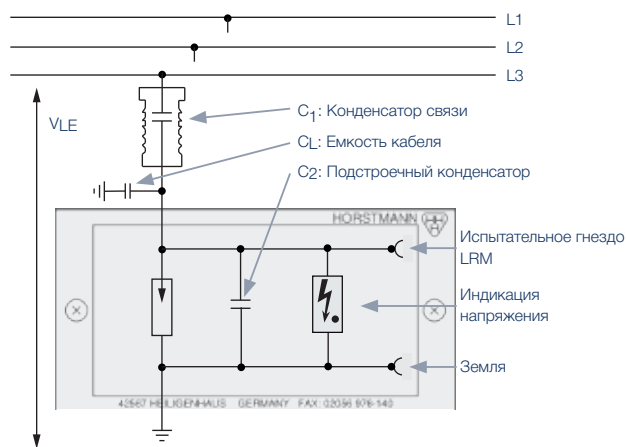 L1
L2
L3
VLE
C1: Конденсатор связи
CL: Емкость кабеля
C2: Подстроечный конденсатор
HORSTMANN
Испытательное гнездо
LRM
Индикация
напряжения
Земля
42567 HEILIGENHAUS GERMANY FAX: 02056 976-140